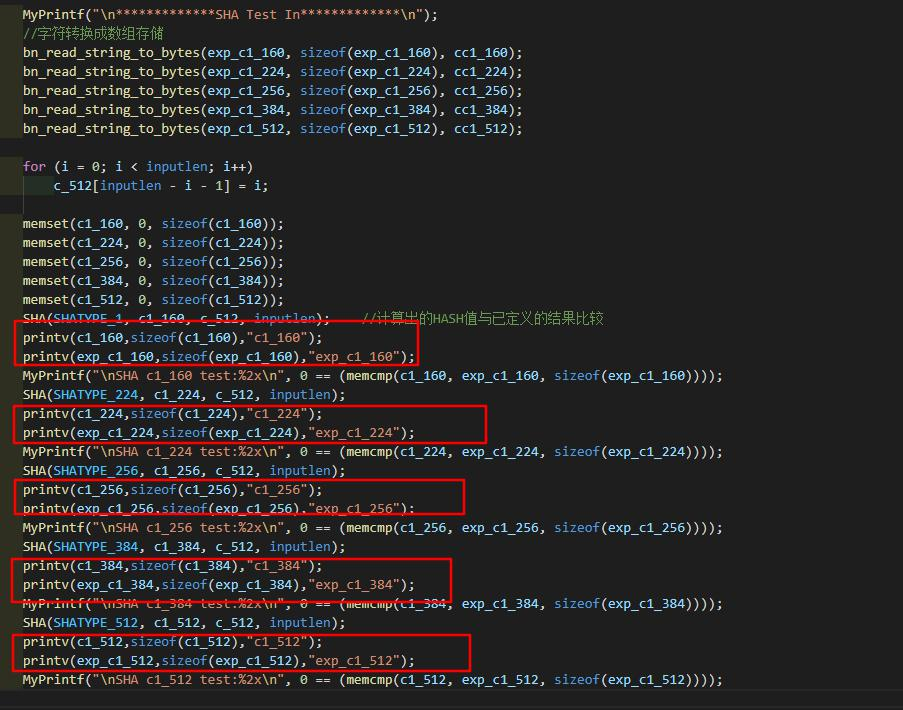 MyPrintf("\n*************SHA Test In*************\n");
//字符转换成数组存储
bn_read_string_to_bytes(exp_c1_160, sizeof(exp_c1_160), cc1_160);
bn_read_string_to_bytes(exp_c1_224, sizeof(exp_c1_224), cc1_224);
bn_read_string_to_bytes(exp_c1_256, sizeof(exp_c1_256), cc1_256);
bn_read_string_to_bytes(exp_c1_384, sizeof(exp_c1_384), cc1_384);
bn_read_string_to_bytes(exp_c1_512, sizeof(exp_c1_512), cc1_512);
for (i = 0; i < inputlen; i++)
c_512[inputlen - i - 1] = i;
memset(c1_160, 0, sizeof(c1_160));
memset(c1_224, 0, sizeof(c1_224));
memset(c1_256, 0, sizeof(c1_256));
memset(c1_384, 0, sizeof(c1_384));
memset(c1_512, 0, sizeof(c1_512));
SHA(SHATYPE_1, c1_160, c_512, inputlen); //计算出的HASH值与已定义的结果比较
printv(c1_160,sizeof(c1_160),"c1_160");
printv(exp_c1_160,sizeof(exp_c1_160),"exp_c1_160");
MyPrintf("\nSHA c1_160 test:%2x\n", 0 == (memcmp(c1_160, exp_c1_160, sizeof(exp_c1_160))));
SHA(SHATYPE_224, c1_224, c_512, inputlen);
printv(c1_224,sizeof(c1_224),"c1_224");
printv(exp_c1_224,sizeof(exp_c1_224),"exp_c1_224");
MyPrintf("\nSHA c1_224 test:%2x\n", 0 == (memcmp(c1_224, exp_c1_224, sizeof(exp_c1_224))));
SHA(SHATYPE_256, c1_256, c_512, inputlen);
printv(c1_256,sizeof(c1_256),"c1_256");
printv(exp_c1_256,sizeof(exp_c1_256),"exp_c1_256");
MyPrintf("\nSHA c1_256 test:%2x\n", 0 == (memcmp(c1_256, exp_c1_256, sizeof(exp_c1_256))));
SHA(SHATYPE_384, c1_384, c_512, inputlen);
printv(c1_384,sizeof(c1_384),"c1_384");
printv(exp_c1_384,sizeof(exp_c1_384),"exp_c1_384");
MyPrintf("\nSHA c1_384 test:%2x\n", 0 == (memcmp(c1_384, exp_c1_384, sizeof(exp_c1_384))));
SHA(SHATYPE_512, c1_512, c_512, inputlen);
printv(c1_512,sizeof(c1_512),"c1_512");
printv(exp_c1_512,sizeof(exp_c1_512),"exp_c1_512");
MyPrintf("\nSHA c1_512 test:%2x\n", 0 == (memcmp(c1_512, exp_c1_512, sizeof(exp_c1_512))));